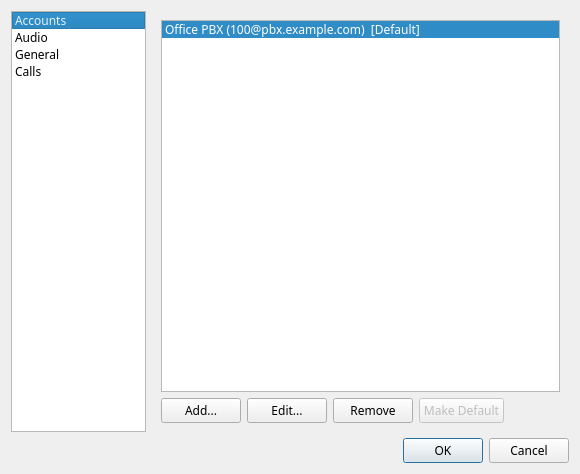 Accounts
Audio
General
Calls
Office PBX (100@pbx.example.com)  [Default]
Add...
Edit...
Remove
Make Default
OK
Cancel